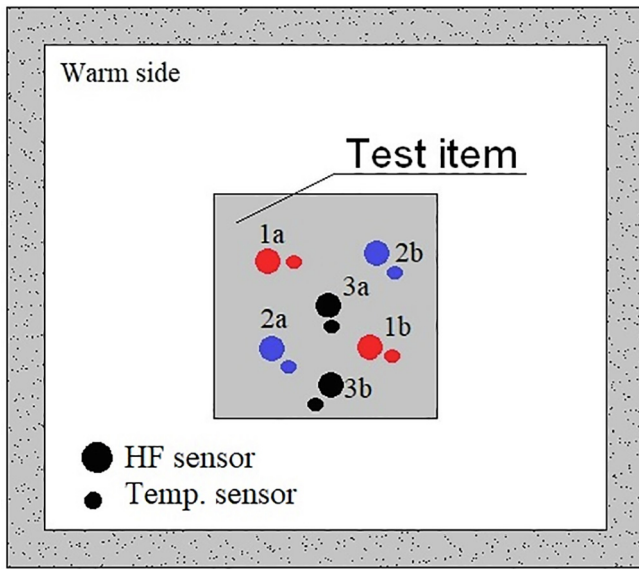 Warm side
Test item
1a
2b
3a
2a
1b
3b
HF sensor
Temp. sensor